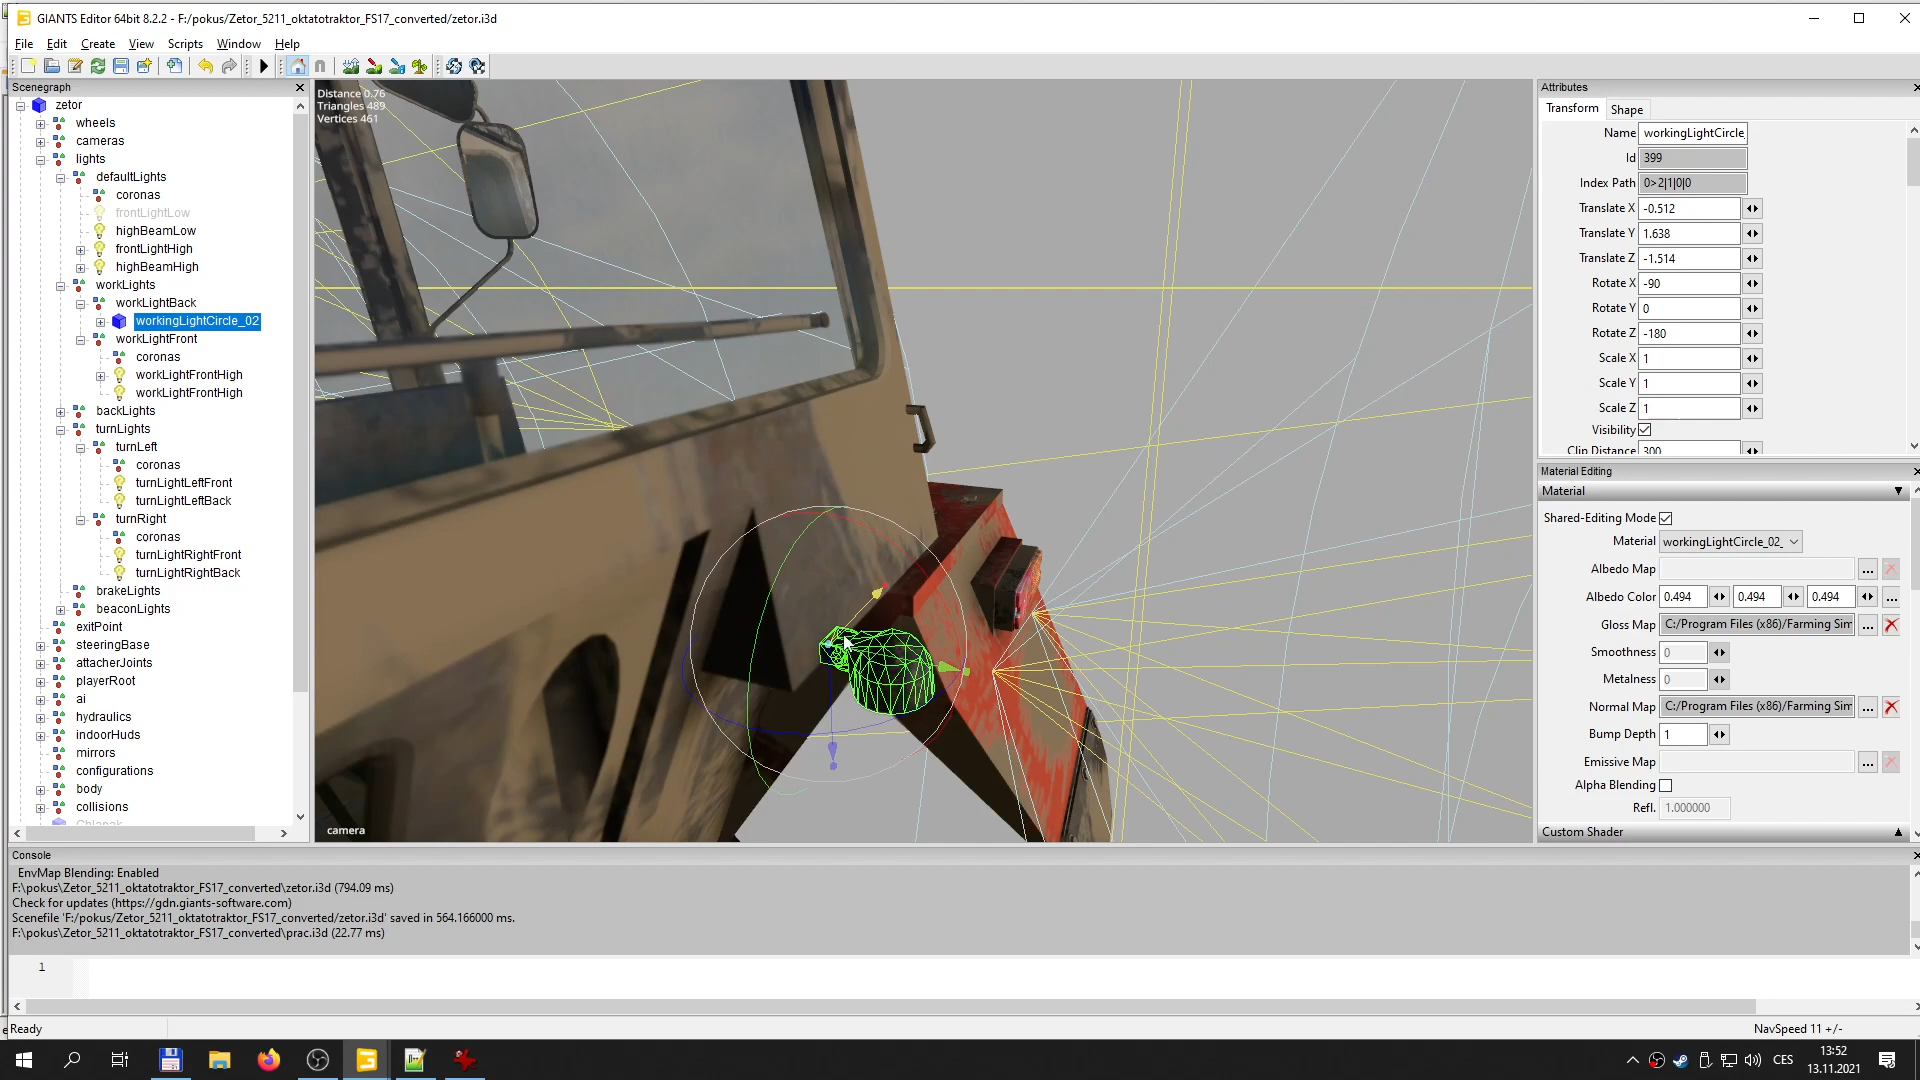 GIANTS Editor 64bit 8.2.2 - F:/pokus/Zetor_5211_oktatotraktor_FS17_converted/zetor.i3d
File Edit Create View Scripts Window Help
Scenegraph
zetor
wheels
cameras
lights
defaultLights
coronas
frontLightLow
highBeamLow
frontLightHigh
highBeamHigh
workLights
workLightBack
workingLightCircle_02
workLightFront
coronas
workLightFrontHigh
workLightFrontHigh
backLights
turnLights
turnLeft
coronas
turnLightLeftFront
turnLightLeftBack
turnRight
coronas
turnLightRightFront
turnLightRightBack
brakeLights
beaconLights
exitPoint
steeringBase
attacherJoints
playerRoot
ai
hydraulics
indoorHuds
mirrors
configurations
body
collisions
Distance 0.76
Triangles 489
Vertices 461
camera
Attributes
Transform Shape
Name workingLightCircle_
Id 399
Index Path 0>2|1|0|0
Translate X -0.512
Translate Y 1.638
Translate Z -1.514
Rotate X -90
Rotate Y 0
Rotate Z -180
Scale X 1
Scale Y 1
Scale Z 1
Visibility
Clip Distance 300
Material Editing
Material
Shared-Editing Mode
Material workingLightCircle_02_
Albedo Map ...
Albedo Color 0.494 0.494 0.494 ...
Gloss Map C:/Program Files (x86)/Farming Sim ...
Smoothness 0
Metalness 0
Normal Map C:/Program Files (x86)/Farming Sim ...
Bump Depth 1
Emissive Map ...
Alpha Blending
Refl. 1.000000
Custom Shader
Console
EnvMap Blending: Enabled
F:\pokus\Zetor_5211_oktatotraktor_FS17_converted\zetor.i3d (794.09 ms)
Check for updates (https://gdn.giants-software.com)
Scenefile 'F:/pokus/Zetor_5211_oktatotraktor_FS17_converted/zetor.i3d' saved in 564.166000 ms.
F:\pokus\Zetor_5211_oktatotraktor_FS17_converted\prac.i3d (22.77 ms)
1
Ready
NavSpeed 11 +/-
CES
13:52
13.11.2021